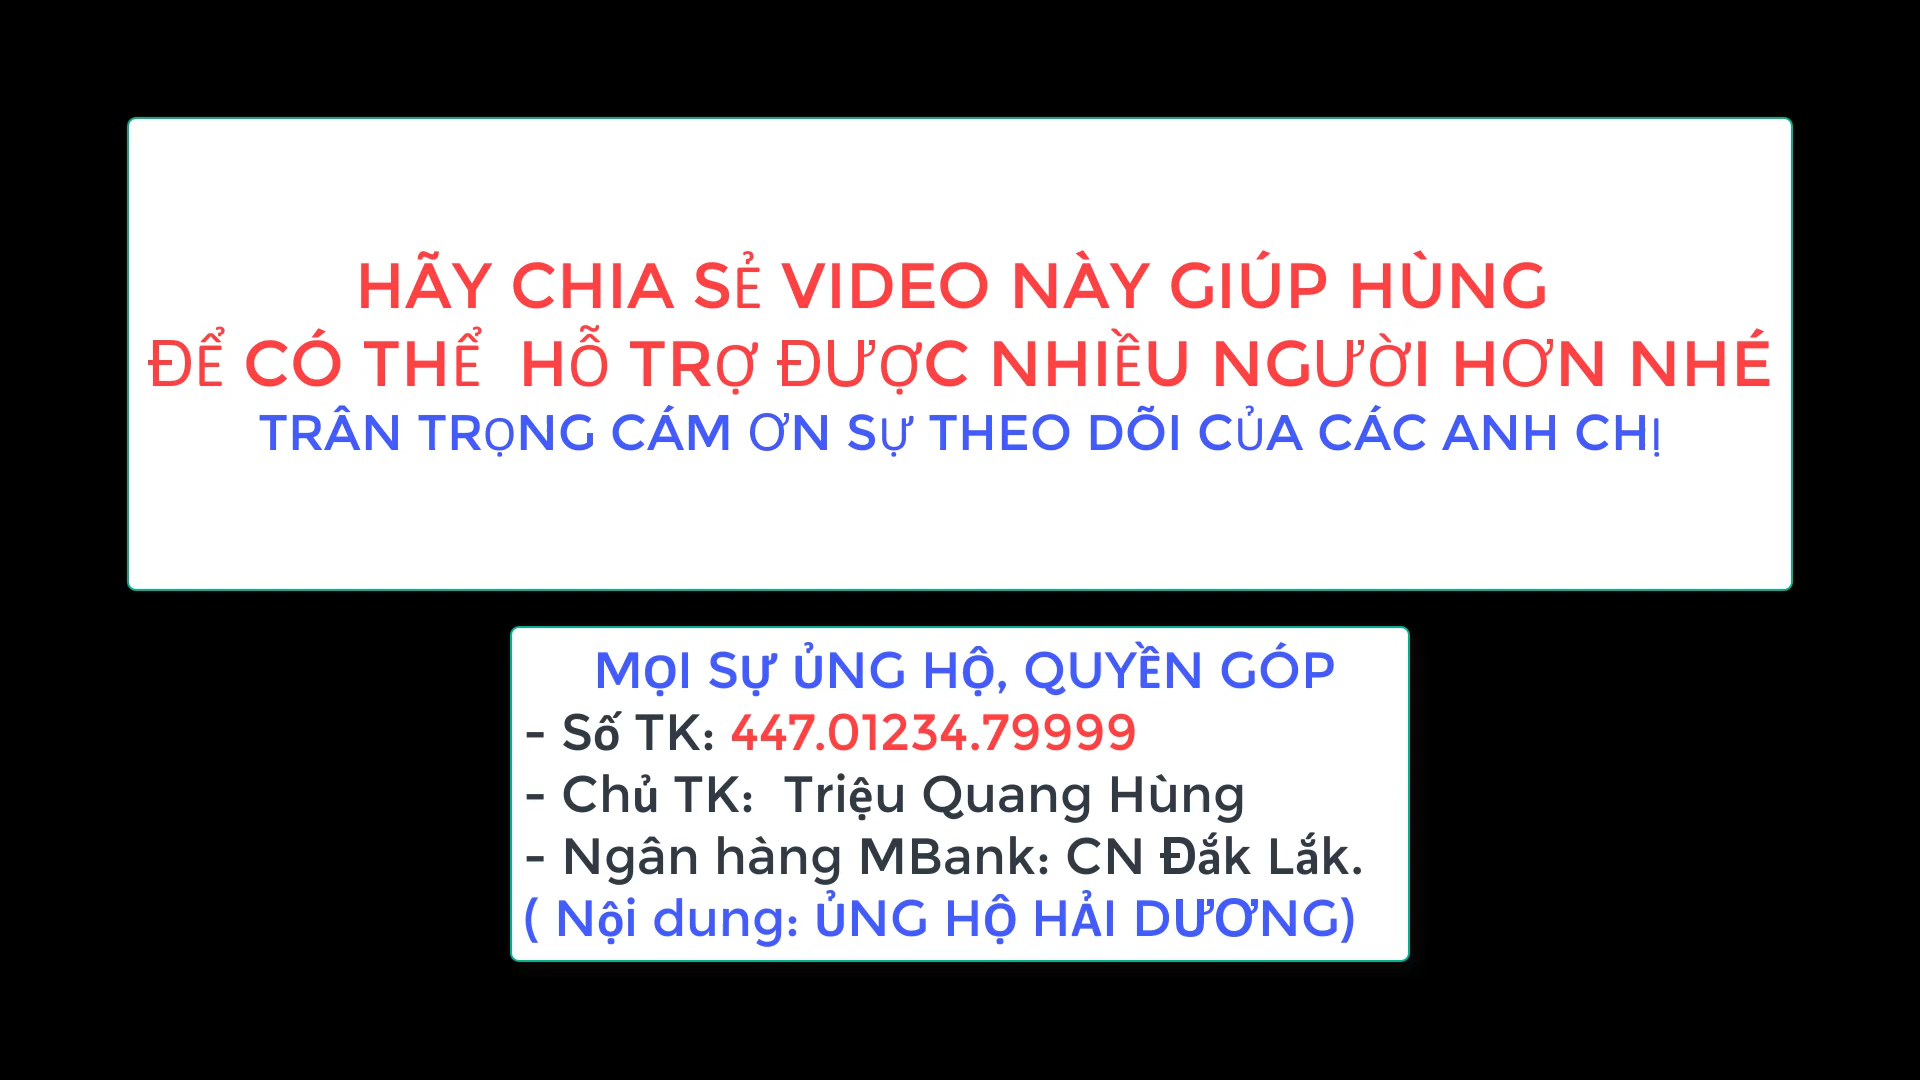 HÃY CHIA SẺ VIDEO NÀY GIÚP HÙNG
ĐỂ CÓ THỂ HỖ TRỢ ĐƯỢC NHIỀU NGƯỜI HƠN NHÉ
TRÂN TRỌNG CÁM ƠN SỰ THEO DÕI CỦA CÁC ANH CHỊ
MỌI SỰ ỦNG HỘ, QUYỀN GÓP
- Số TK: 447.01234.79999
- Chủ TK: Triệu Quang Hùng
- Ngân hàng MBank: CN Đắk Lắk.
( Nội dung: ỦNG HỘ HẢI DƯƠNG)